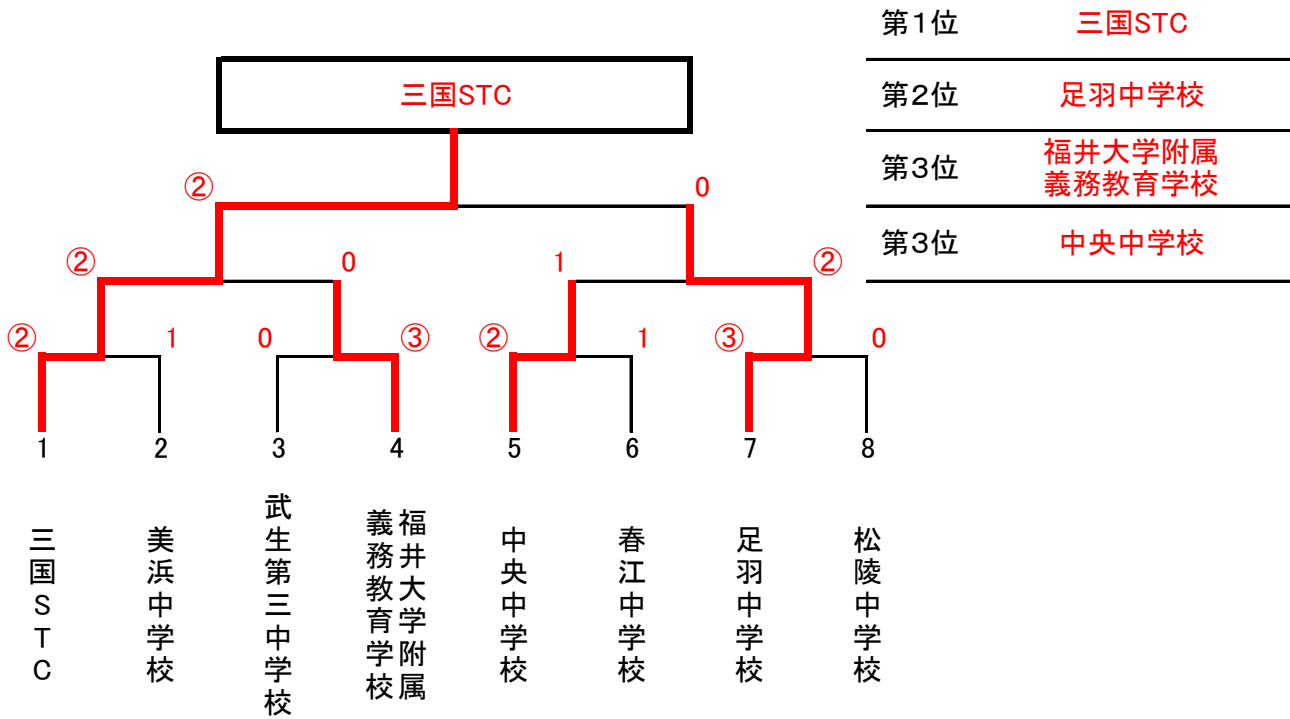 第1位 三国STC
第2位 足羽中学校
第3位 福井大学附属
義務教育学校
第3位 中央中学校
三国STC
② 0
② 0 1 ②
② 1 0 ③ ② 1 ③ 0
1 2 3 4 5 6 7 8
三国STC
美浜中学校
武生第三中学校
福井大学附属
義務教育学校
中央中学校
春江中学校
足羽中学校
松陵中学校